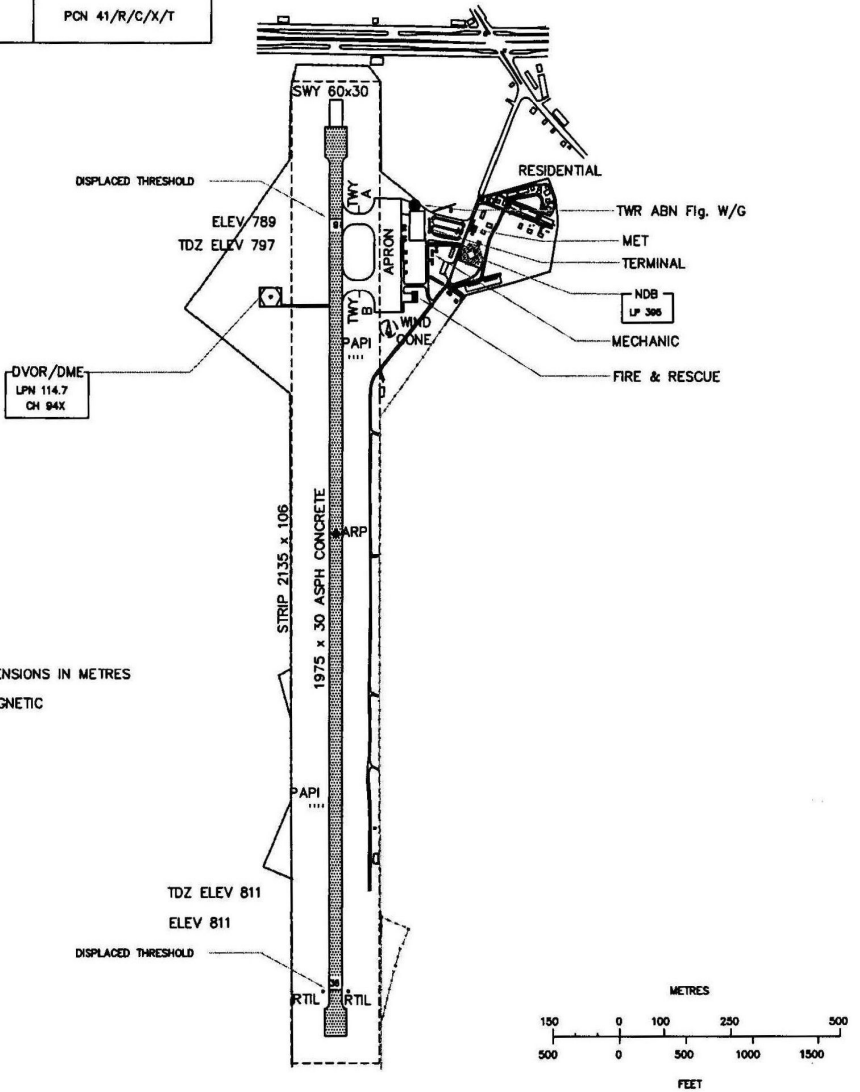 PCN 41/R/C/X/T
SWY 60x30
DISPLACED THRESHOLD
RESIDENTIAL
TWY A
TWR ABN Flg. W/G
ELEV 789
18
MET
TDZ ELEV 797
APRON
TERMINAL
NDB
LP 395
TWY B
WIND
CONE
MECHANIC
PAPI
DVOR/DME
LPN 114.7
CH 94X
FIRE & RESCUE
ARP
STRIP 2135 x 106
1975 x 30 ASPH CONCRETE
ENSIONS IN METRES
GNETIC
PAPI
TDZ ELEV 811
ELEV 811
DISPLACED THRESHOLD
36
RTIL
RTIL
METRES
150 0 100 250 500
500 0 500 1000 1500
FEET